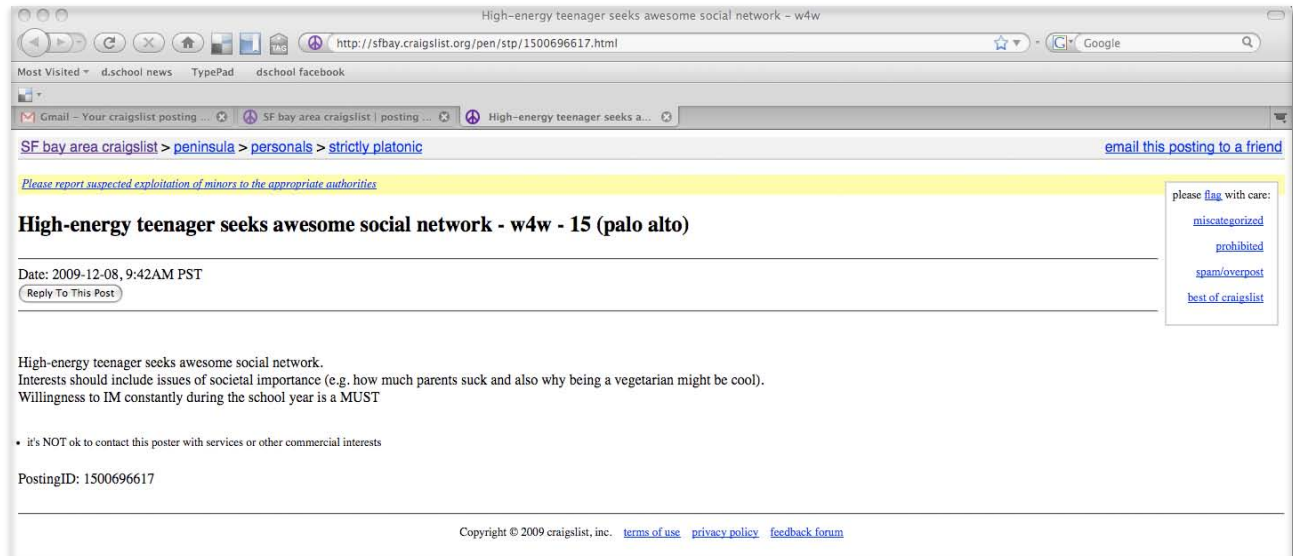 High-energy teenager seeks awesome social network - w4w
http://sfbay.craigslist.org/pen/stp/1500696617.html
Google
Most Visited d.school news TypePad dschool facebook
Gmail - Your craigslist posting ... SF bay area craigslist | posting ... High-energy teenager seeks a...
SF bay area craigslist > peninsula > personals > strictly platonic
email this posting to a friend
Please report suspected exploitation of minors to the appropriate authorities
please flag with care:
miscategorized
prohibited
spam/overpost
best of craigslist
High-energy teenager seeks awesome social network - w4w - 15 (palo alto)
Date: 2009-12-08, 9:42AM PST
Reply To This Post
High-energy teenager seeks awesome social network.
Interests should include issues of societal importance (e.g. how much parents suck and also why being a vegetarian might be cool).
Willingness to IM constantly during the school year is a MUST
• it's NOT ok to contact this poster with services or other commercial interests
PostingID: 1500696617
Copyright © 2009 craigslist, inc. terms of use privacy policy feedback forum